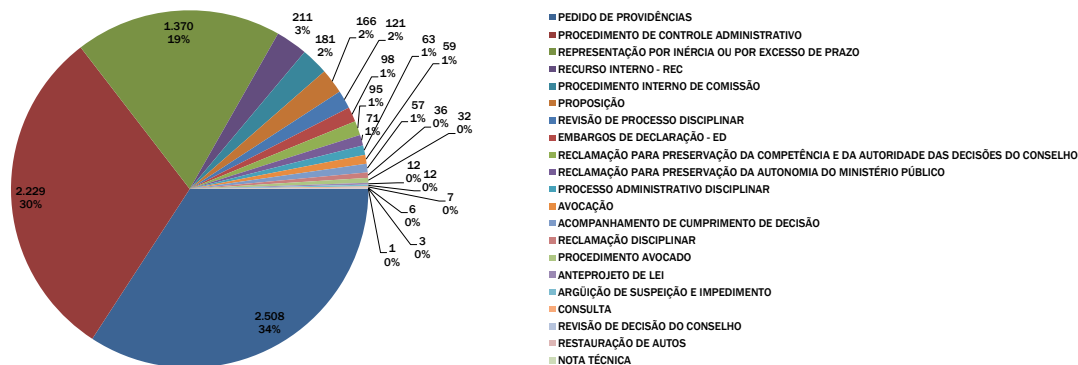 1.370
19%
211
3%
181
2%
166
2%
121
2%
98
1%
95
1%
71
1%
63
1%
59
1%
57
1%
36
0%
32
0%
12
0%
12
0%
7
0%
6
0%
3
0%
1
0%
2.229
30%
2.508
34%
PEDIDO DE PROVIDÊNCIAS
PROCEDIMENTO DE CONTROLE ADMINISTRATIVO
REPRESENTAÇÃO POR INÉRCIA OU POR EXCESSO DE PRAZO
RECURSO INTERNO - REC
PROCEDIMENTO INTERNO DE COMISSÃO
PROPOSIÇÃO
REVISÃO DE PROCESSO DISCIPLINAR
EMBARGOS DE DECLARAÇÃO - ED
RECLAMAÇÃO PARA PRESERVAÇÃO DA COMPETÊNCIA E DA AUTORIDADE DAS DECISÕES DO CONSELHO
RECLAMAÇÃO PARA PRESERVAÇÃO DA AUTONOMIA DO MINISTÉRIO PÚBLICO
PROCESSO ADMINISTRATIVO DISCIPLINAR
AVOCAÇÃO
ACOMPANHAMENTO DE CUMPRIMENTO DE DECISÃO
RECLAMAÇÃO DISCIPLINAR
PROCEDIMENTO AVOCADO
ANTEPROJETO DE LEI
ARGÜIÇÃO DE SUSPEIÇÃO E IMPEDIMENTO
CONSULTA
REVISÃO DE DECISÃO DO CONSELHO
RESTAURAÇÃO DE AUTOS
NOTA TÉCNICA